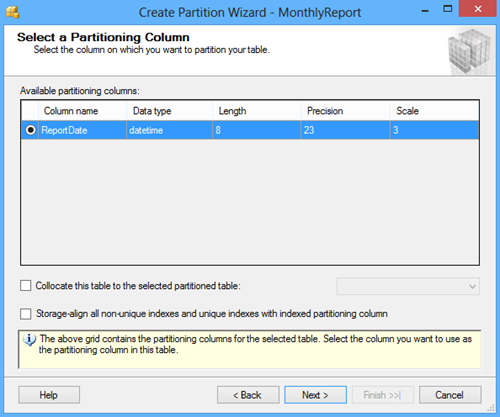 Create Partition Wizard - MonthlyReport
Select a Partitioning Column
Select the column on which you want to partition your table.
Available partitioning columns:
Column name Data type Length Precision Scale
ReportDate datetime 8 23 3
Collocate this table to the selected partitioned table:
Storage-align all non-unique indexes and unique indexes with indexed partitioning column
The above grid contains the partitioning columns for the selected table. Select the column you want to use as
the partitioning column in this table.
Help < Back Next > Finish >>| Cancel